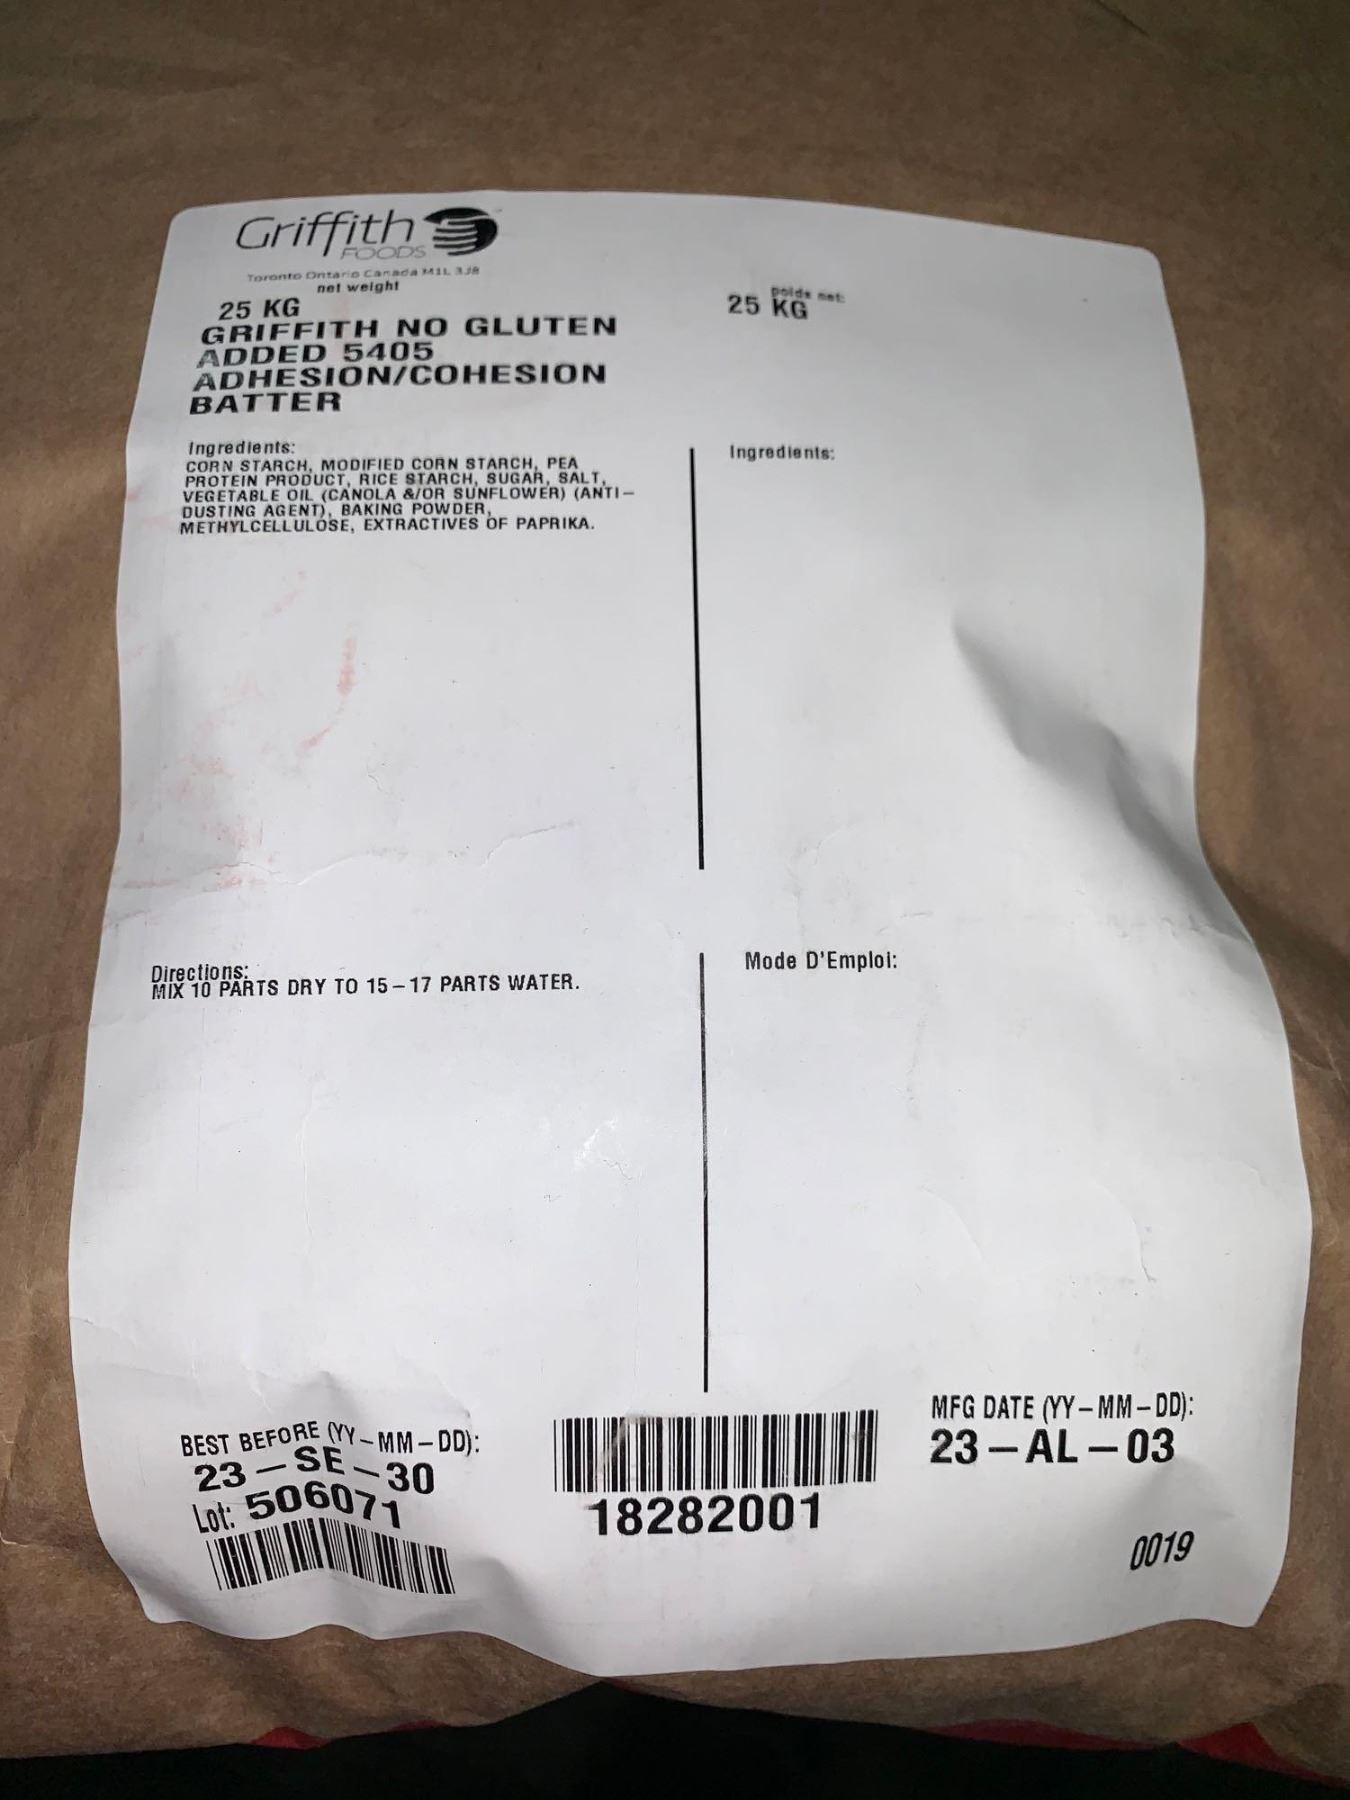 Griffith
FOODS
Toronto Ontario Canada M1L 3J8
net weight
25 KG
poids net:
25 KG
GRIFFITH NO GLUTEN
ADDED 5405
ADHESION/COHESION
BATTER
Ingredients:
CORN STARCH, MODIFIED CORN STARCH, PEA
PROTEIN PRODUCT, RICE STARCH, SUGAR, SALT,
VEGETABLE OIL (CANOLA &/OR SUNFLOWER) (ANTI-
DUSTING AGENT), BAKING POWDER,
METHYLCELLULOSE, EXTRACTIVES OF PAPRIKA.
Ingredients:
Directions:
MIX 10 PARTS DRY TO 15-17 PARTS WATER.
Mode D'Emploi:
BEST BEFORE (YY-MM-DD):
23-SE-30
Lot: 506071
18282001
MFG DATE (YY-MM-DD):
23-AL-03
0019